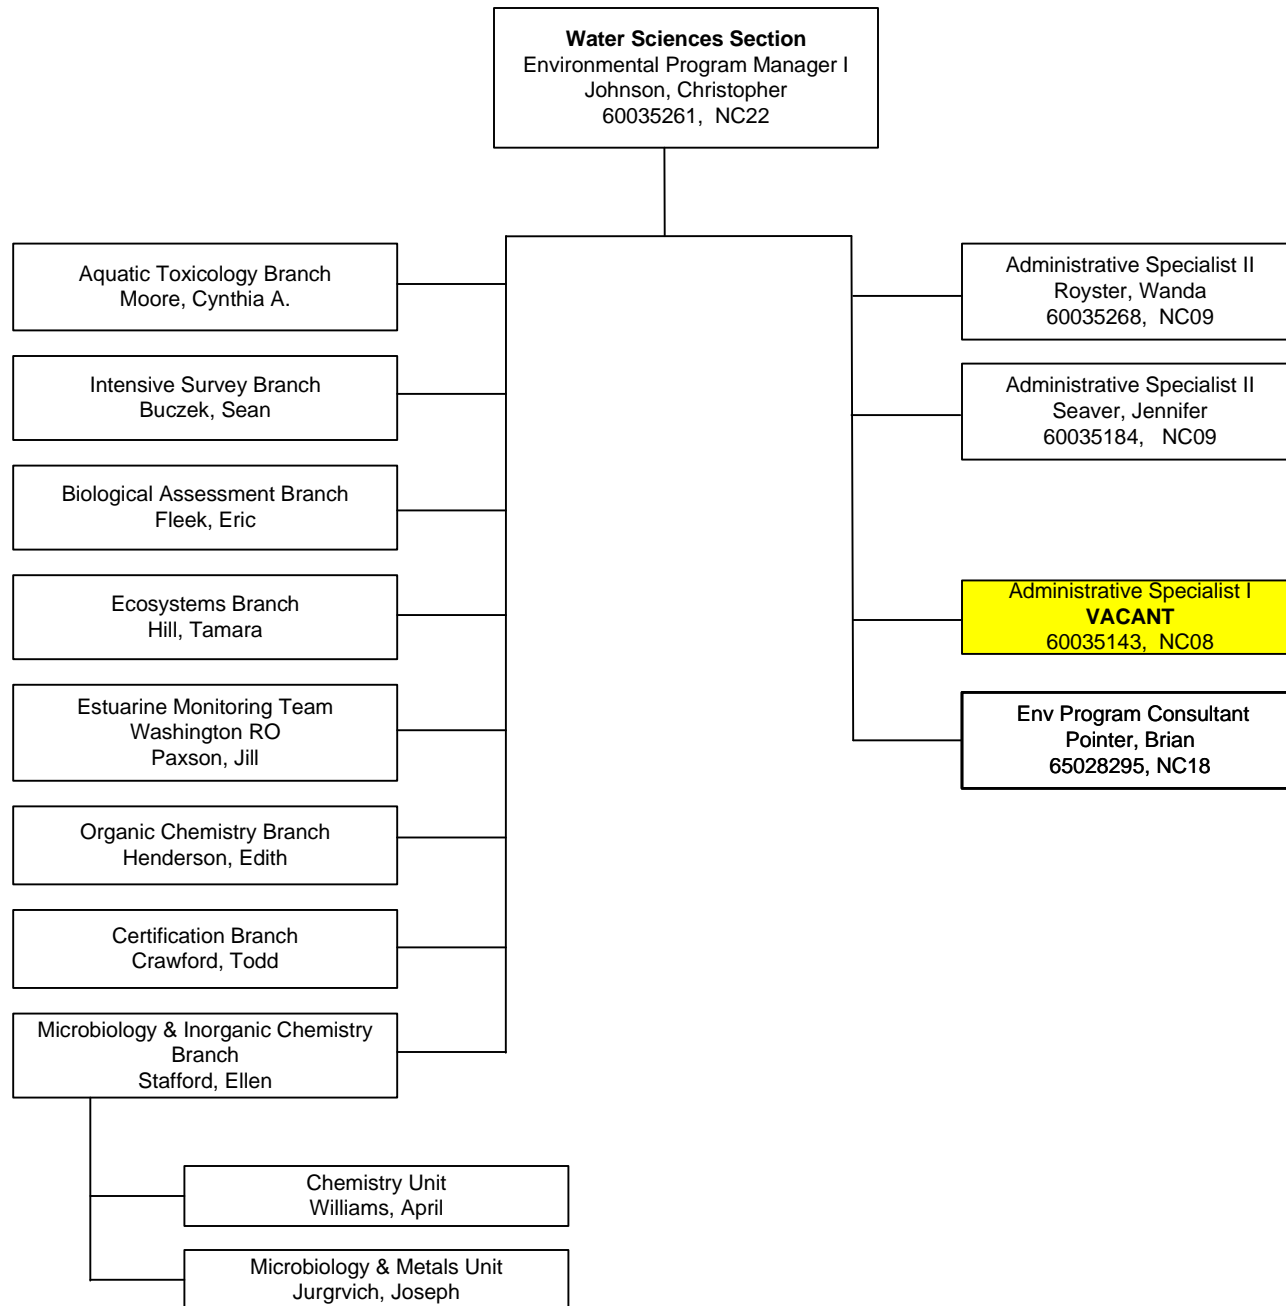 Water Sciences Section
Environmental Program Manager I
Johnson, Christopher
60035261,  NC22
Aquatic Toxicology Branch
Moore, Cynthia A.
Intensive Survey Branch
Buczek, Sean
Biological Assessment Branch
Fleek, Eric
Ecosystems Branch
Hill, Tamara
Estuarine Monitoring Team
Washington RO
Paxson, Jill
Organic Chemistry Branch
Henderson, Edith
Certification Branch
Crawford, Todd
Microbiology & Inorganic Chemistry
Branch
Stafford, Ellen
Chemistry Unit
Williams, April
Microbiology & Metals Unit
Jurgrvich, Joseph
Administrative Specialist II
Royster, Wanda
60035268,  NC09
Administrative Specialist II
Seaver, Jennifer
60035184,   NC09
Administrative Specialist I
VACANT
60035143,  NC08
Env Program Consultant
Pointer, Brian
65028295, NC18